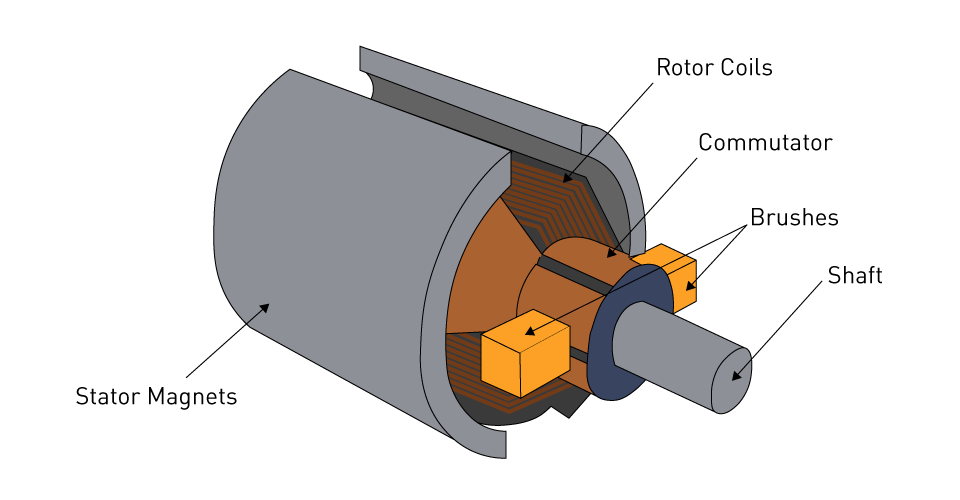 Rotor Coils
Commutator
Brushes
Shaft
Stator Magnets